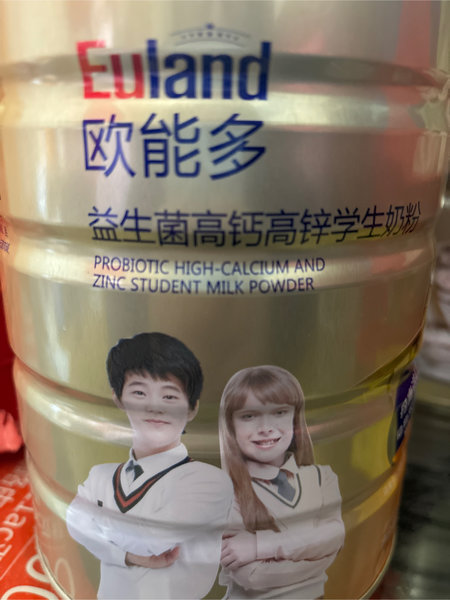 Euland
欧能多
益生菌高钙高锌学生奶粉
PROBIOTIC HIGH-CALCIUM AND
ZINC STUDENT MILK POWDER